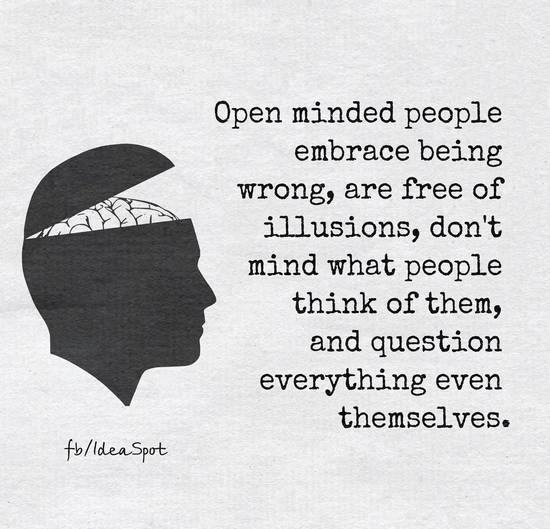 Open minded people
embrace being
wrong, are free of
illusions, don't
mind what people
think of them,
and question
everything even
themselves.
fb/IdeaSpot